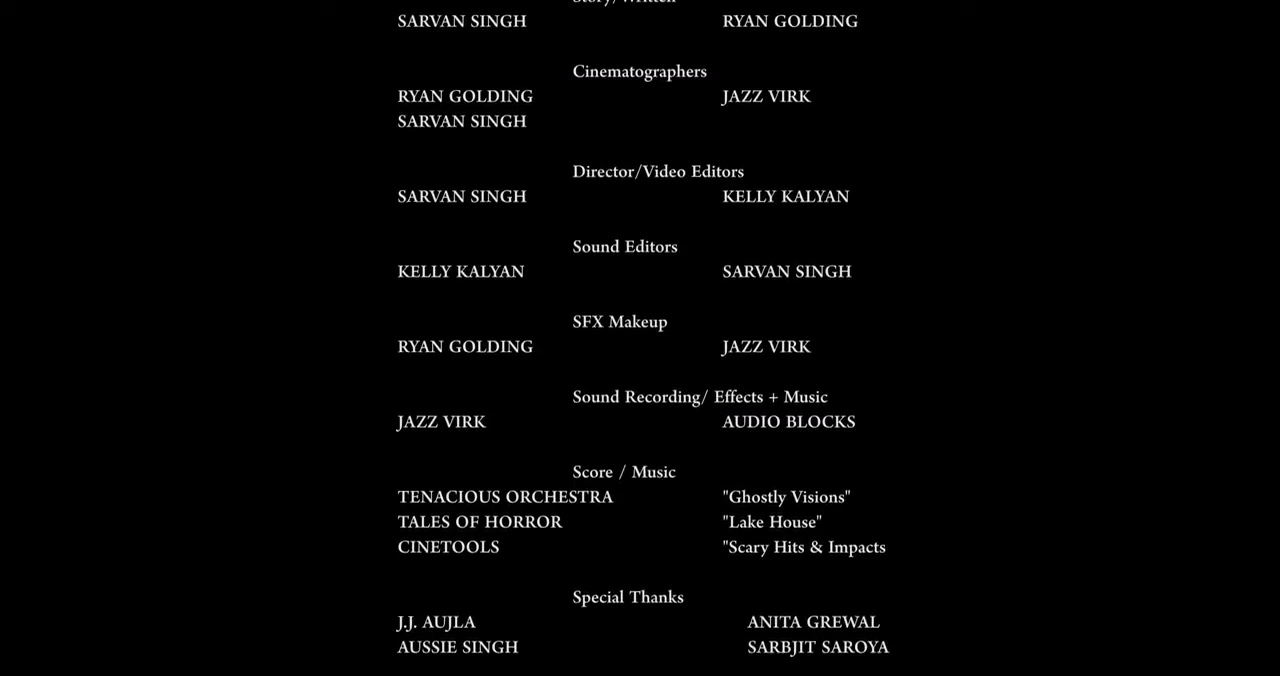 Story/Written
SARVAN SINGH RYAN GOLDING
Cinematographers
RYAN GOLDING JAZZ VIRK
SARVAN SINGH
Director/Video Editors
SARVAN SINGH KELLY KALYAN
Sound Editors
KELLY KALYAN SARVAN SINGH
SFX Makeup
RYAN GOLDING JAZZ VIRK
Sound Recording/ Effects + Music
JAZZ VIRK AUDIO BLOCKS
Score / Music
TENACIOUS ORCHESTRA "Ghostly Visions"
TALES OF HORROR "Lake House"
CINETOOLS "Scary Hits & Impacts
Special Thanks
J.J. AUJLA ANITA GREWAL
AUSSIE SINGH SARBJIT SAROYA